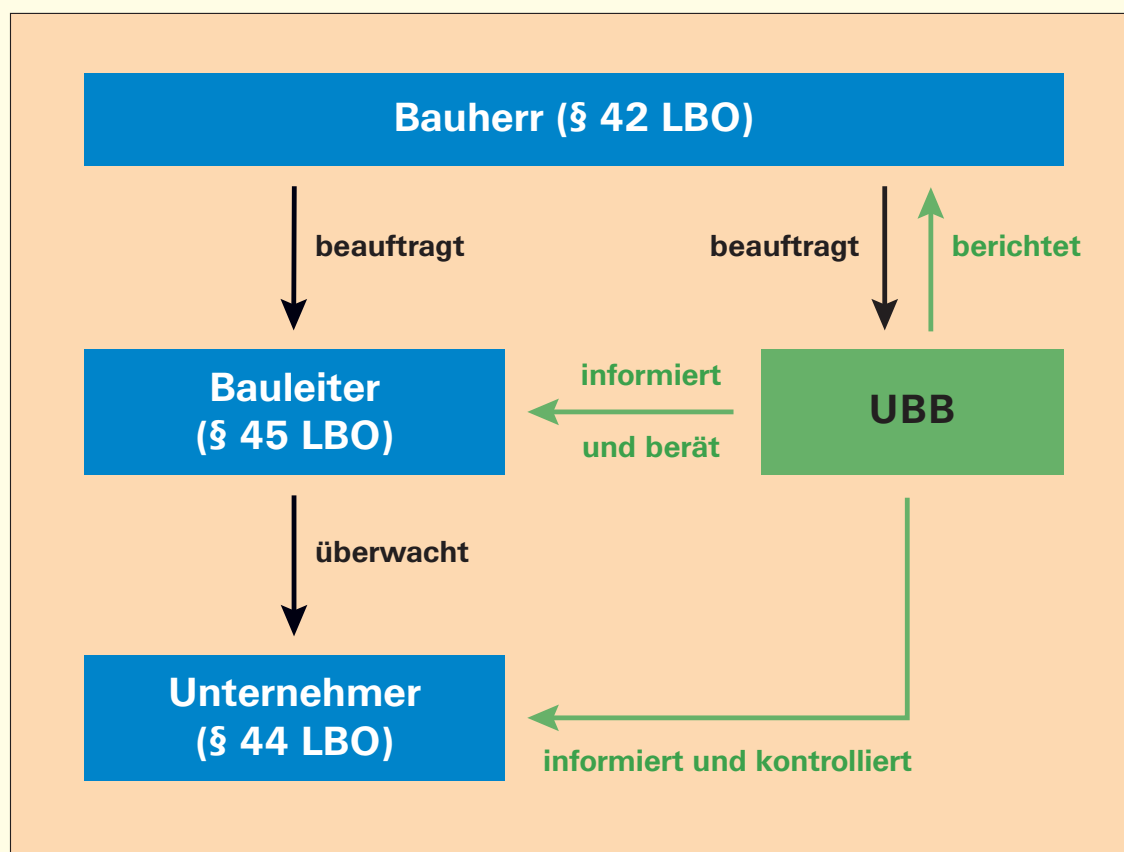 Bauherr (§ 42 LBO)
beauftragt
beauftragt
berichtet
Bauleiter
(§ 45 LBO)
informiert
und berät
UBB
überwacht
Unternehmer
(§ 44 LBO)
informiert und kontrolliert